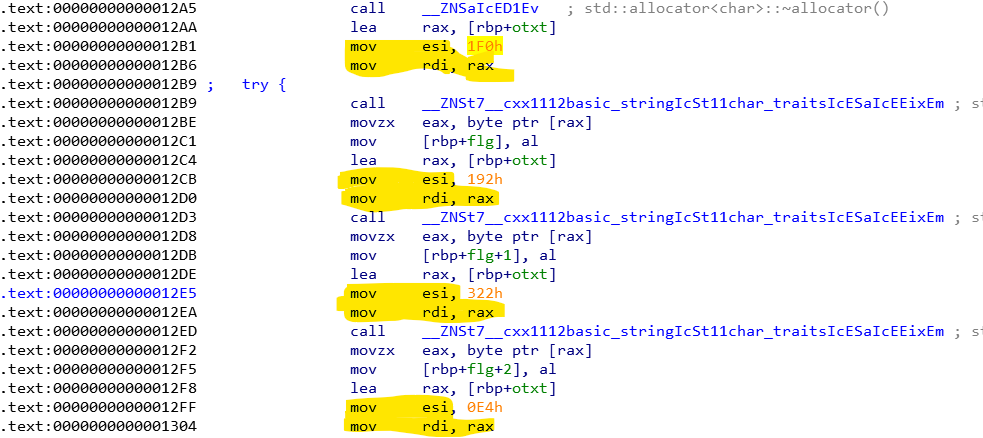 .text:00000000000012A5 call __ZNSaIcED1Ev ; std::allocator<char>::~allocator()
.text:00000000000012AA lea rax, [rbp+otxt]
.text:00000000000012B1 mov esi, 1F0h
.text:00000000000012B6 mov rdi, rax
.text:00000000000012B9 ; try {
.text:00000000000012B9 call __ZNSt7__cxx1112basic_stringIcSt11char_traitsIcESaIcEEixEm ; st
.text:00000000000012BE movzx eax, byte ptr [rax]
.text:00000000000012C1 mov [rbp+flg], al
.text:00000000000012C4 lea rax, [rbp+otxt]
.text:00000000000012CB mov esi, 192h
.text:00000000000012D0 mov rdi, rax
.text:00000000000012D3 call __ZNSt7__cxx1112basic_stringIcSt11char_traitsIcESaIcEEixEm ; st
.text:00000000000012D8 movzx eax, byte ptr [rax]
.text:00000000000012DB mov [rbp+flg+1], al
.text:00000000000012DE lea rax, [rbp+otxt]
.text:00000000000012E5 mov esi, 322h
.text:00000000000012EA mov rdi, rax
.text:00000000000012ED call __ZNSt7__cxx1112basic_stringIcSt11char_traitsIcESaIcEEixEm ; st
.text:00000000000012F2 movzx eax, byte ptr [rax]
.text:00000000000012F5 mov [rbp+flg+2], al
.text:00000000000012F8 lea rax, [rbp+otxt]
.text:00000000000012FF mov esi, 0E4h
.text:0000000000001304 mov rdi, rax